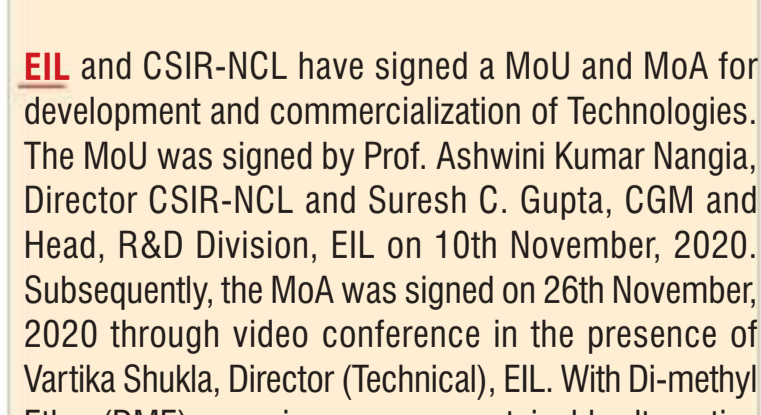 EIL and CSIR-NCL have signed a MoU and MoA for
development and commercialization of Technologies.
The MoU was signed by Prof. Ashwini Kumar Nangia,
Director CSIR-NCL and Suresh C. Gupta, CGM and
Head, R&D Division, EIL on 10th November, 2020.
Subsequently, the MoA was signed on 26th November,
2020 through video conference in the presence of
Vartika Shukla, Director (Technical), EIL. With Di-methyl